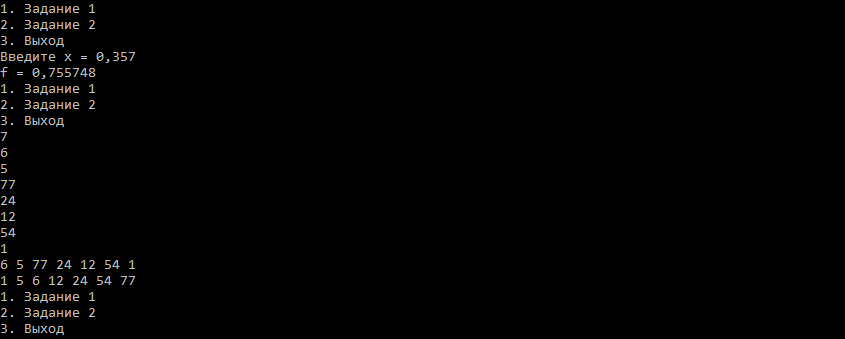 1. Задание 1
2. Задание 2
3. Выход
Введите x = 0,357
f = 0,755748
1. Задание 1
2. Задание 2
3. Выход
7
6
5
77
24
12
54
1
6 5 77 24 12 54 1
1 5 6 12 24 54 77
1. Задание 1
2. Задание 2
3. Выход